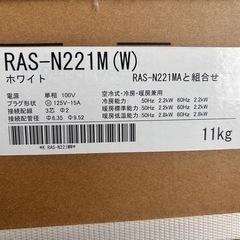 RAS-N221M(W)
ホワイト
RAS-N221MAと組合せ
電源 単相 100V
プラグ形状 125V-15A
接続配線 3芯 Φ2
接続配管径 Φ6.35 Φ9.52
空冷式・冷房・暖房兼用
冷房標準能力: 50Hz 2.2kW 60Hz 2.2kW
暖房標準能力: 50Hz 2.2kW 60Hz 2.2kW
暖房低温能力: 50Hz 2.8kW 60Hz 2.8kW
11kg